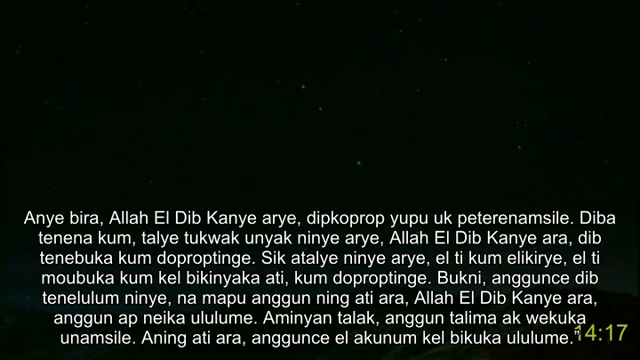 Anye bira, Allah El Dib Kanye arye, dipkoprop yupu uk peterenamsile. Diba
tenena kum, talye tukwak unyak ninye arye, Allah El Dib Kanye ara, dib
tenebuka kum doproptinge. Sik atalye ninye arye, el ti kum elikirye, el ti
moubuka kum kel bikinyaka ati, kum doproptinge. Bukni, anggunce dib
tenelulum ninye, na mapu anggun ning ati ara, Allah El Dib Kanye ara,
anggun ap neika ululume. Aminyan talak, anggun talima ak wekuka
unamsile. Aning ati ara, anggunce el akunum kel bikuka ululume.”
14:17